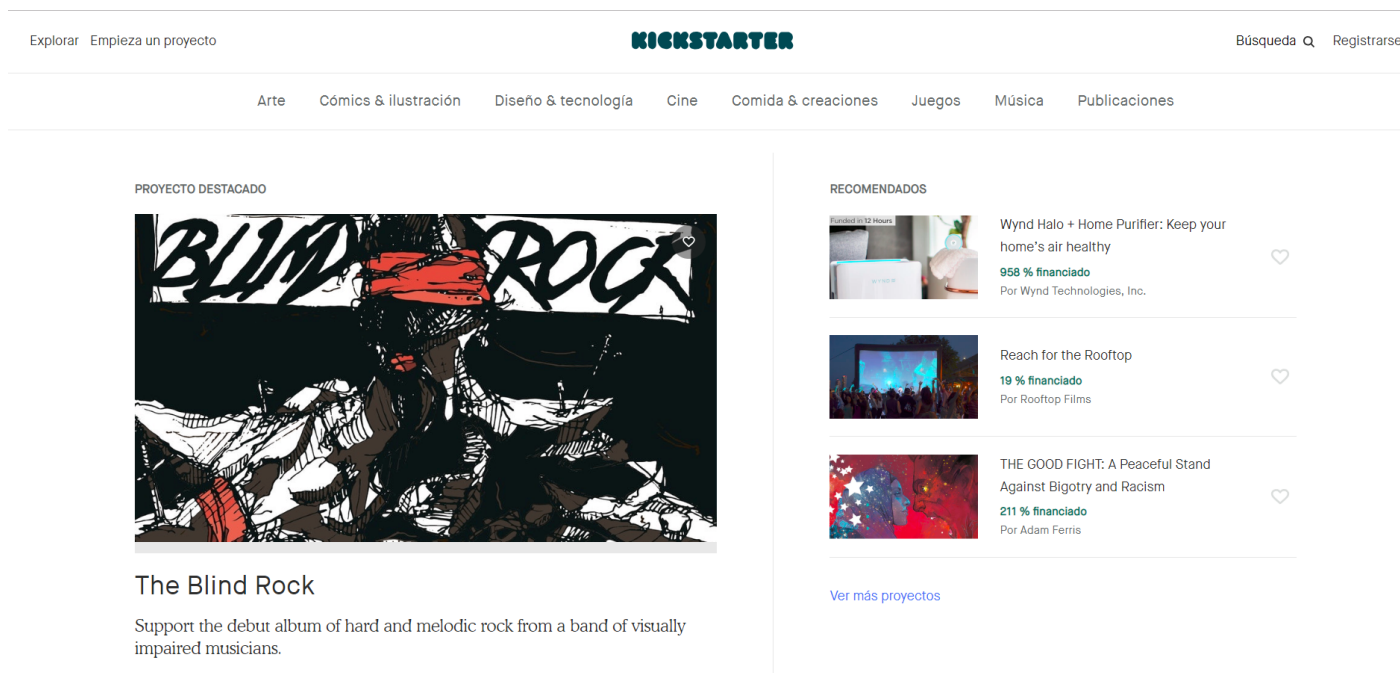 Explorar Empieza un proyecto
KICKSTARTER
Búsqueda Registrarse
Arte Cómics & ilustración Diseño & tecnología Cine Comida & creaciones Juegos Música Publicaciones
PROYECTO DESTACADO
BLIND ROCK
The Blind Rock
Support the debut album of hard and melodic rock from a band of visually
impaired musicians.
RECOMENDADOS
Funded in 12 Hours
Wynd Halo + Home Purifier: Keep your
home's air healthy
958 % financiado
Por Wynd Technologies, Inc.
Reach for the Rooftop
19 % financiado
Por Rooftop Films
THE GOOD FIGHT: A Peaceful Stand
Against Bigotry and Racism
211 % financiado
Por Adam Ferris
Ver más proyectos